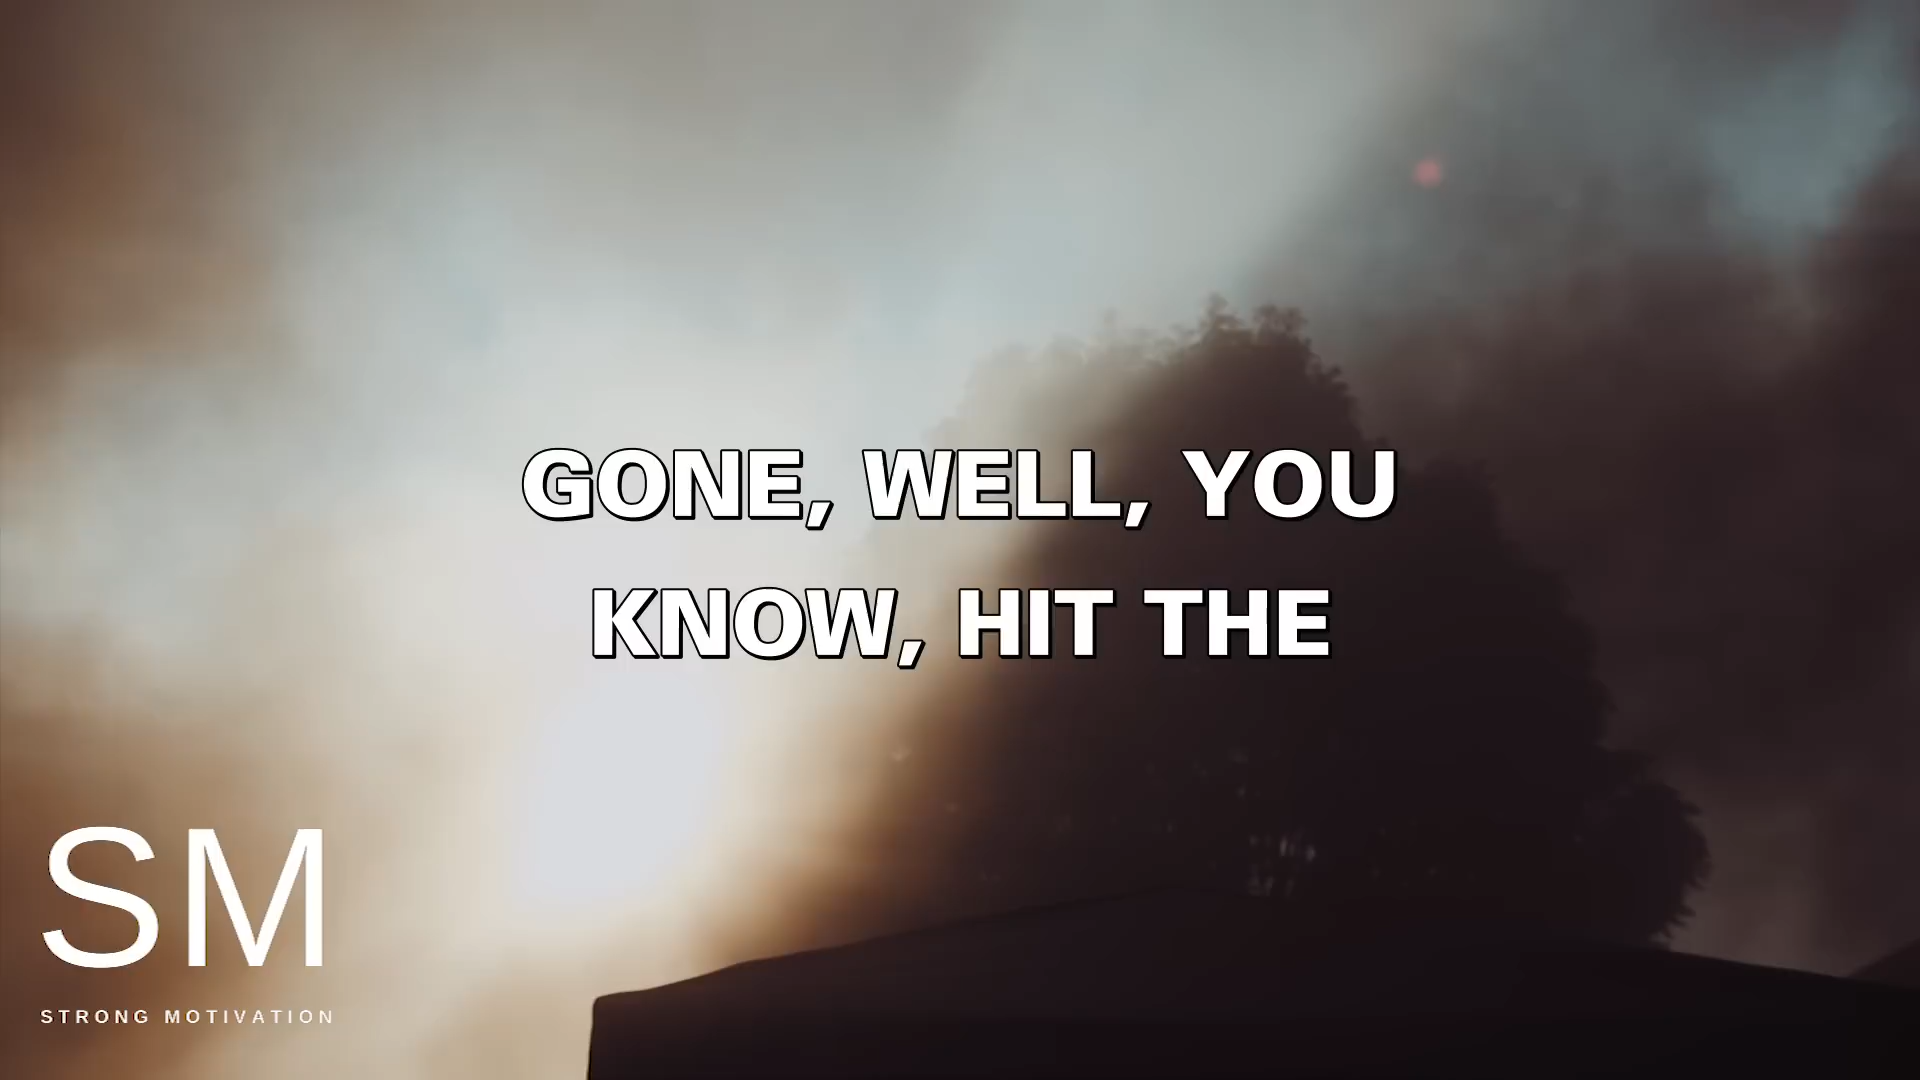 GONE, WELL, YOU
KNOW, HIT THE
SM
STRONG MOTIVATION